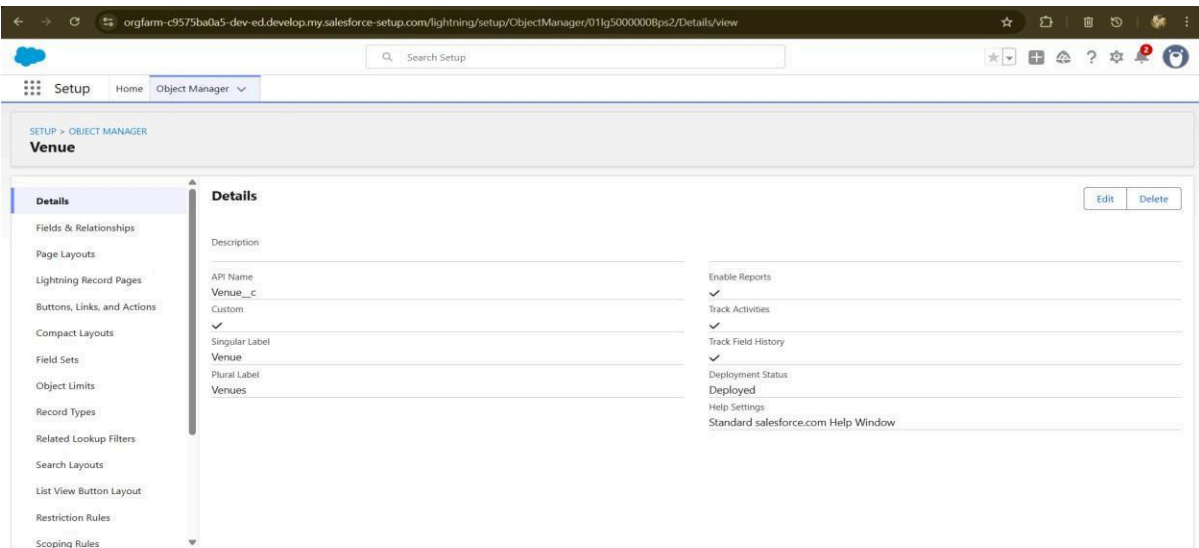 orgfarm-c9575ba0a5-dev-ed.develop.my.salesforce-setup.com/lightning/setup/ObjectManager/01Ig5000000Bps2/Details/view
Search Setup
2
Setup Home Object Manager
SETUP > OBJECT MANAGER
Venue
Details
Fields & Relationships
Page Layouts
Lightning Record Pages
Buttons, Links, and Actions
Compact Layouts
Field Sets
Object Limits
Record Types
Related Lookup Filters
Search Layouts
List View Button Layout
Restriction Rules
Scoping Rules
Details
Edit Delete
Description
API Name
Venue__c
Custom
Singular Label
Venue
Plural Label
Venues
Enable Reports
Track Activities
Track Field History
Deployment Status
Deployed
Help Settings
Standard salesforce.com Help Window